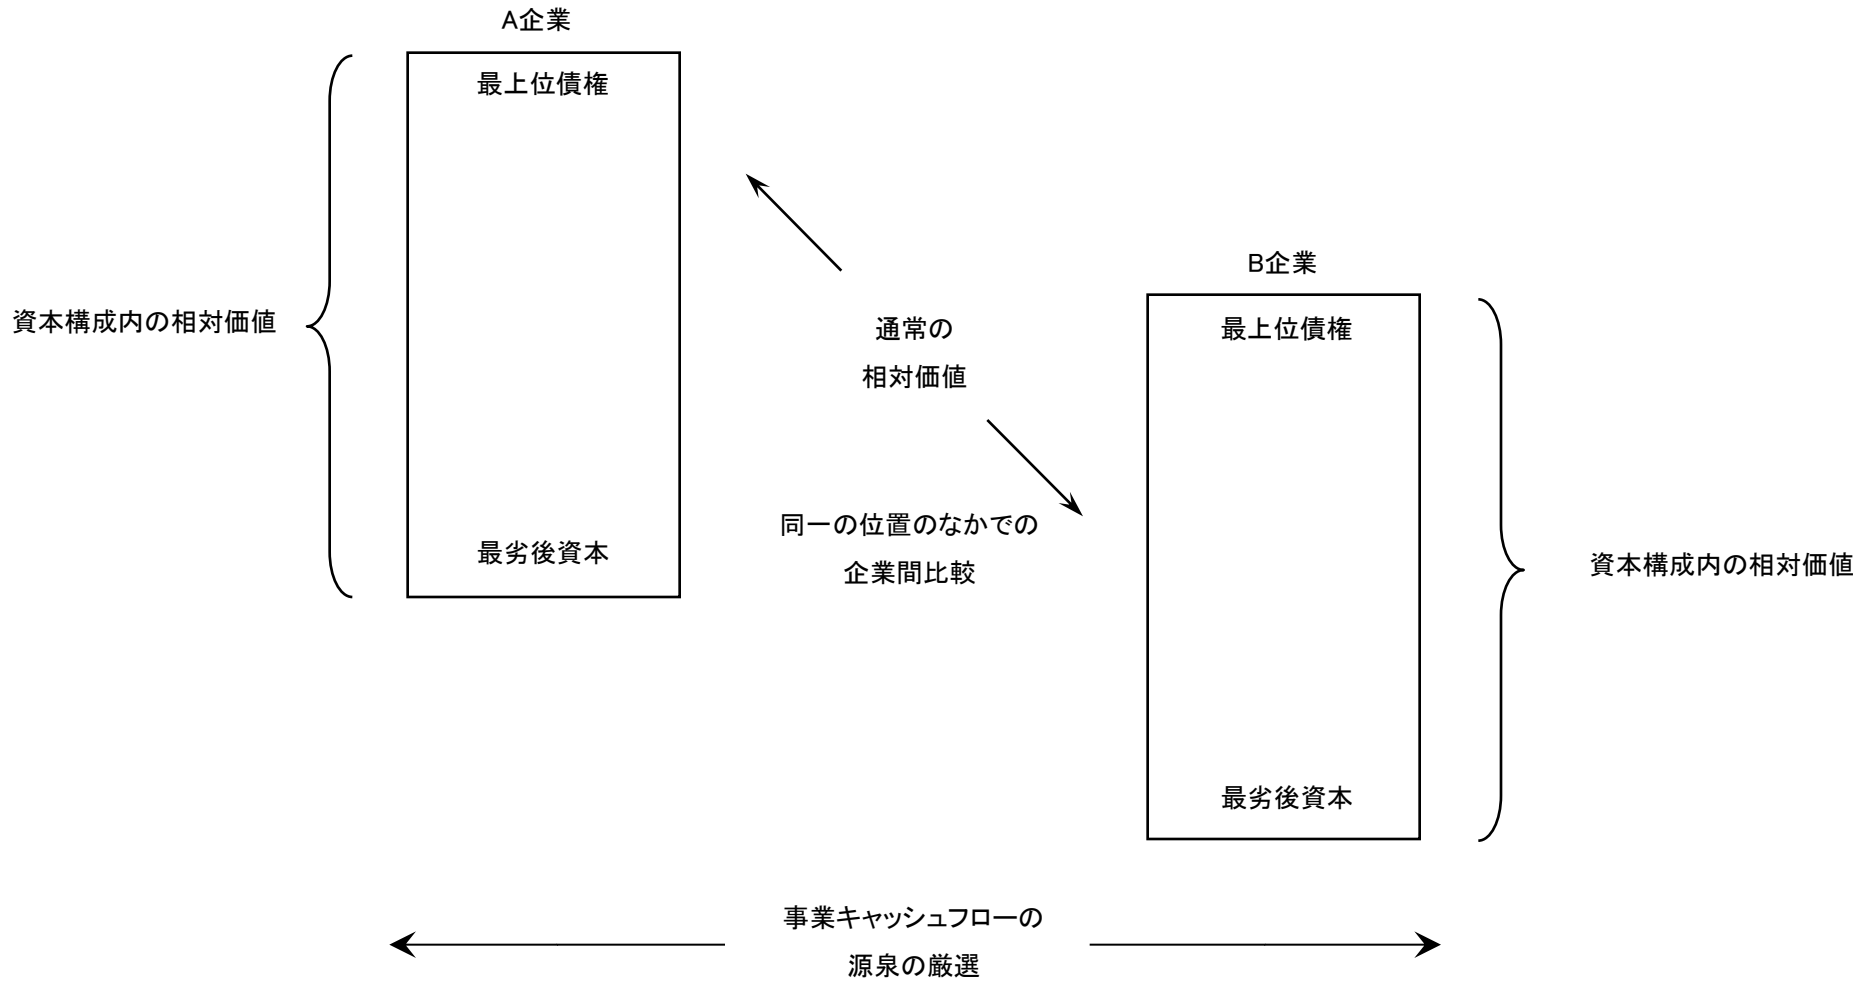 A企業
最上位債権
資本構成内の相対価値
最劣後資本
通常の
相対価値
同一の位置のなかでの
企業間比較
B企業
最上位債権
最劣後資本
資本構成内の相対価値
事業キャッシュフローの
源泉の厳選